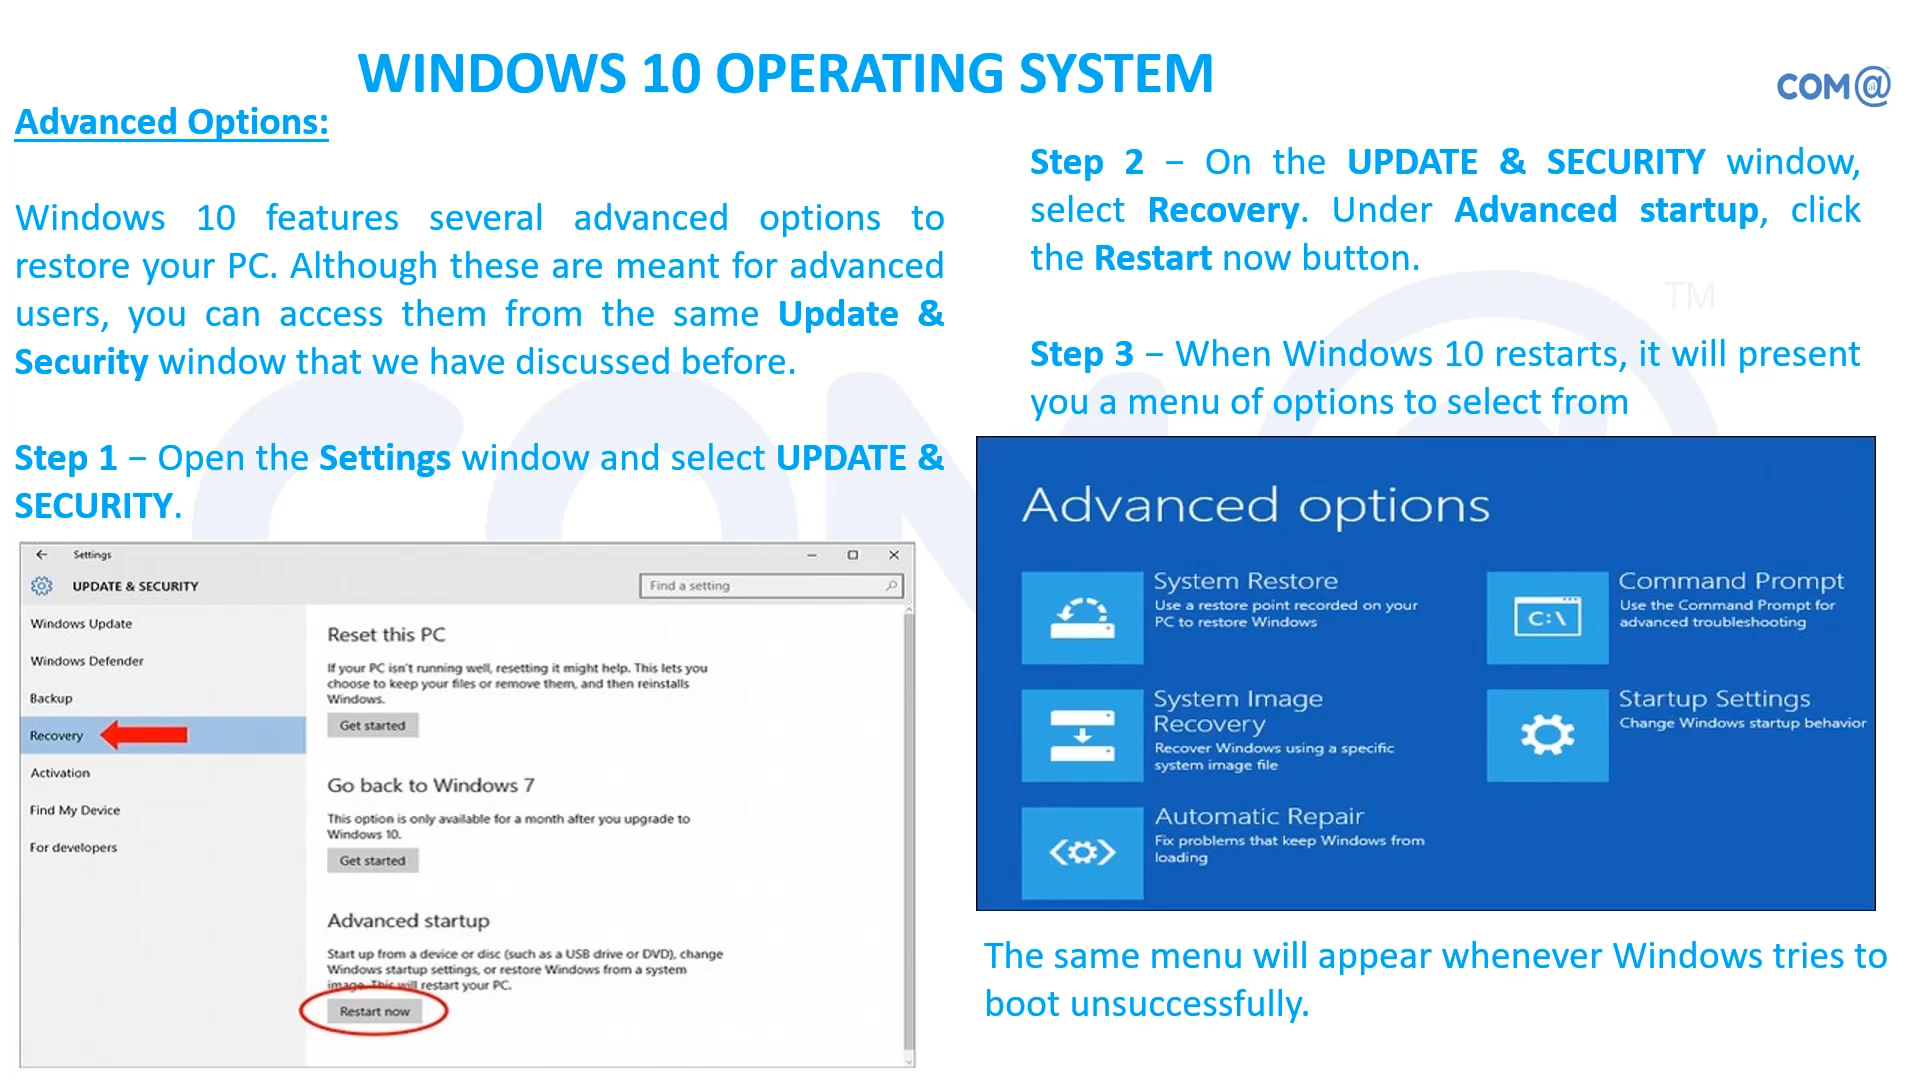 WINDOWS 10 OPERATING SYSTEM
COM@
Advanced Options:
Windows 10 features several advanced options to
restore your PC. Although these are meant for advanced
users, you can access them from the same Update &
Security window that we have discussed before.
Step 1 – Open the Settings window and select UPDATE &
SECURITY.
Settings
UPDATE & SECURITY
Find a setting
Windows Update
Windows Defender
Backup
Recovery
Activation
Find My Device
For developers
Reset this PC
If your PC isn't running well, resetting it might help. This lets you
choose to keep your files or remove them, and then reinstalls
Windows.
Get started
Go back to Windows 7
This option is only available for a month after you upgrade to
Windows 10.
Get started
Advanced startup
Start up from a device or disc (such as a USB drive or DVD), change
Windows startup settings, or restore Windows from a system
image. This will restart your PC.
Restart now
Step 2 – On the UPDATE & SECURITY window,
select Recovery. Under Advanced startup, click
the Restart now button.
TM
Step 3 – When Windows 10 restarts, it will present
you a menu of options to select from
Advanced options
System Restore
Use a restore point recorded on your
PC to restore Windows
System Image
Recovery
Recover Windows using a specific
system image file
Automatic Repair
Fix problems that keep Windows from
loading
C:\
Command Prompt
Use the Command Prompt for
advanced troubleshooting
Startup Settings
Change Windows startup behavior
The same menu will appear whenever Windows tries to
boot unsuccessfully.